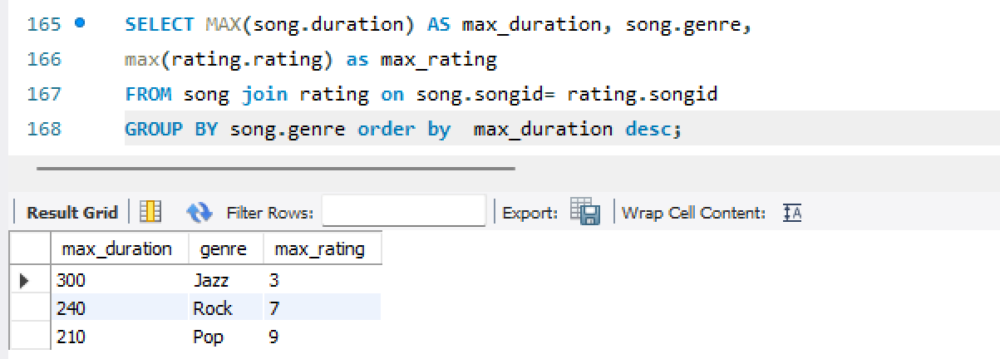 165 SELECT MAX(song.duration) AS max_duration, song.genre,
166 max(rating.rating) as max_rating
167 FROM song join rating on song.songid= rating.songid
168 GROUP BY song.genre order by  max_duration desc;
Result Grid Filter Rows: Export: Wrap Cell Content: IA
max_duration genre max_rating
300 Jazz 3
240 Rock 7
210 Pop 9